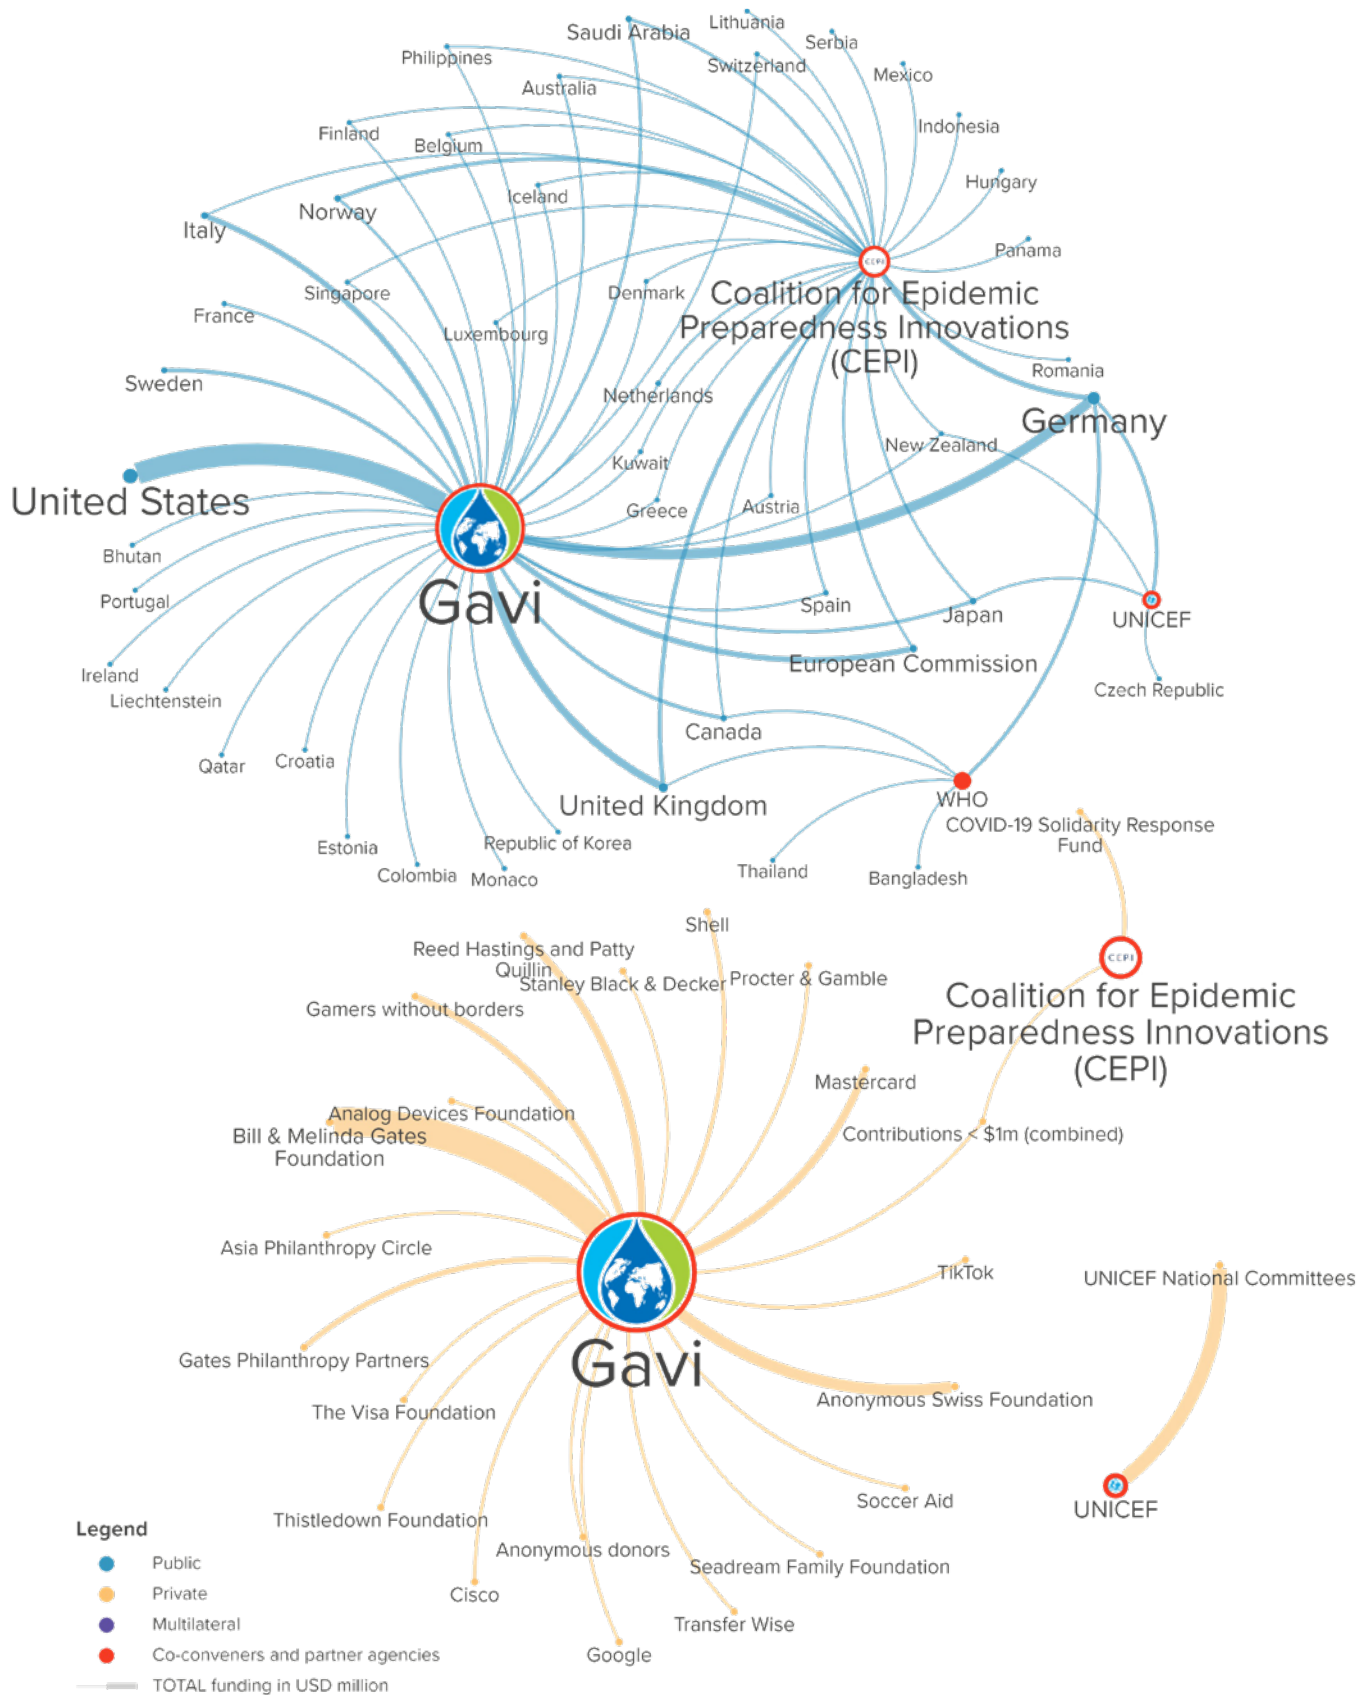 Lithuania
Saudi Arabia
Serbia
Philippines
Switzerland
Mexico
Australia
Indonesia
Finland
Belgium
Hungary
Iceland
Norway
Italy
Panama
CEPI
Singapore
Denmark
Coalition for Epidemic
Preparedness Innovations
(CEPI)
France
Luxembourg
Romania
Sweden
Netherlands
Germany
New Zealand
Kuwait
United States
Greece
Austria
Bhutan
Gavi
Portugal
Spain
Japan
UNICEF
European Commission
Ireland
Liechtenstein
Czech Republic
Canada
Qatar
Croatia
United Kingdom
WHO
COVID-19 Solidarity Response
Fund
Republic of Korea
Estonia
Colombia
Monaco
Thailand
Bangladesh
Shell
Reed Hastings and Patty
Quillin
Stanley Black & Decker
Procter & Gamble
CEPI
Coalition for Epidemic
Preparedness Innovations
(CEPI)
Gamers without borders
Mastercard
Analog Devices Foundation
Bill & Melinda Gates
Foundation
Contributions < $1m (combined)
Asia Philanthropy Circle
TikTok
UNICEF National Committees
Gavi
Gates Philanthropy Partners
Anonymous Swiss Foundation
The Visa Foundation
Soccer Aid
UNICEF
Thistledown Foundation
Anonymous donors
Seadream Family Foundation
Cisco
Transfer Wise
Google
Legend
Public
Private
Multilateral
Co-conveners and partner agencies
TOTAL funding in USD million